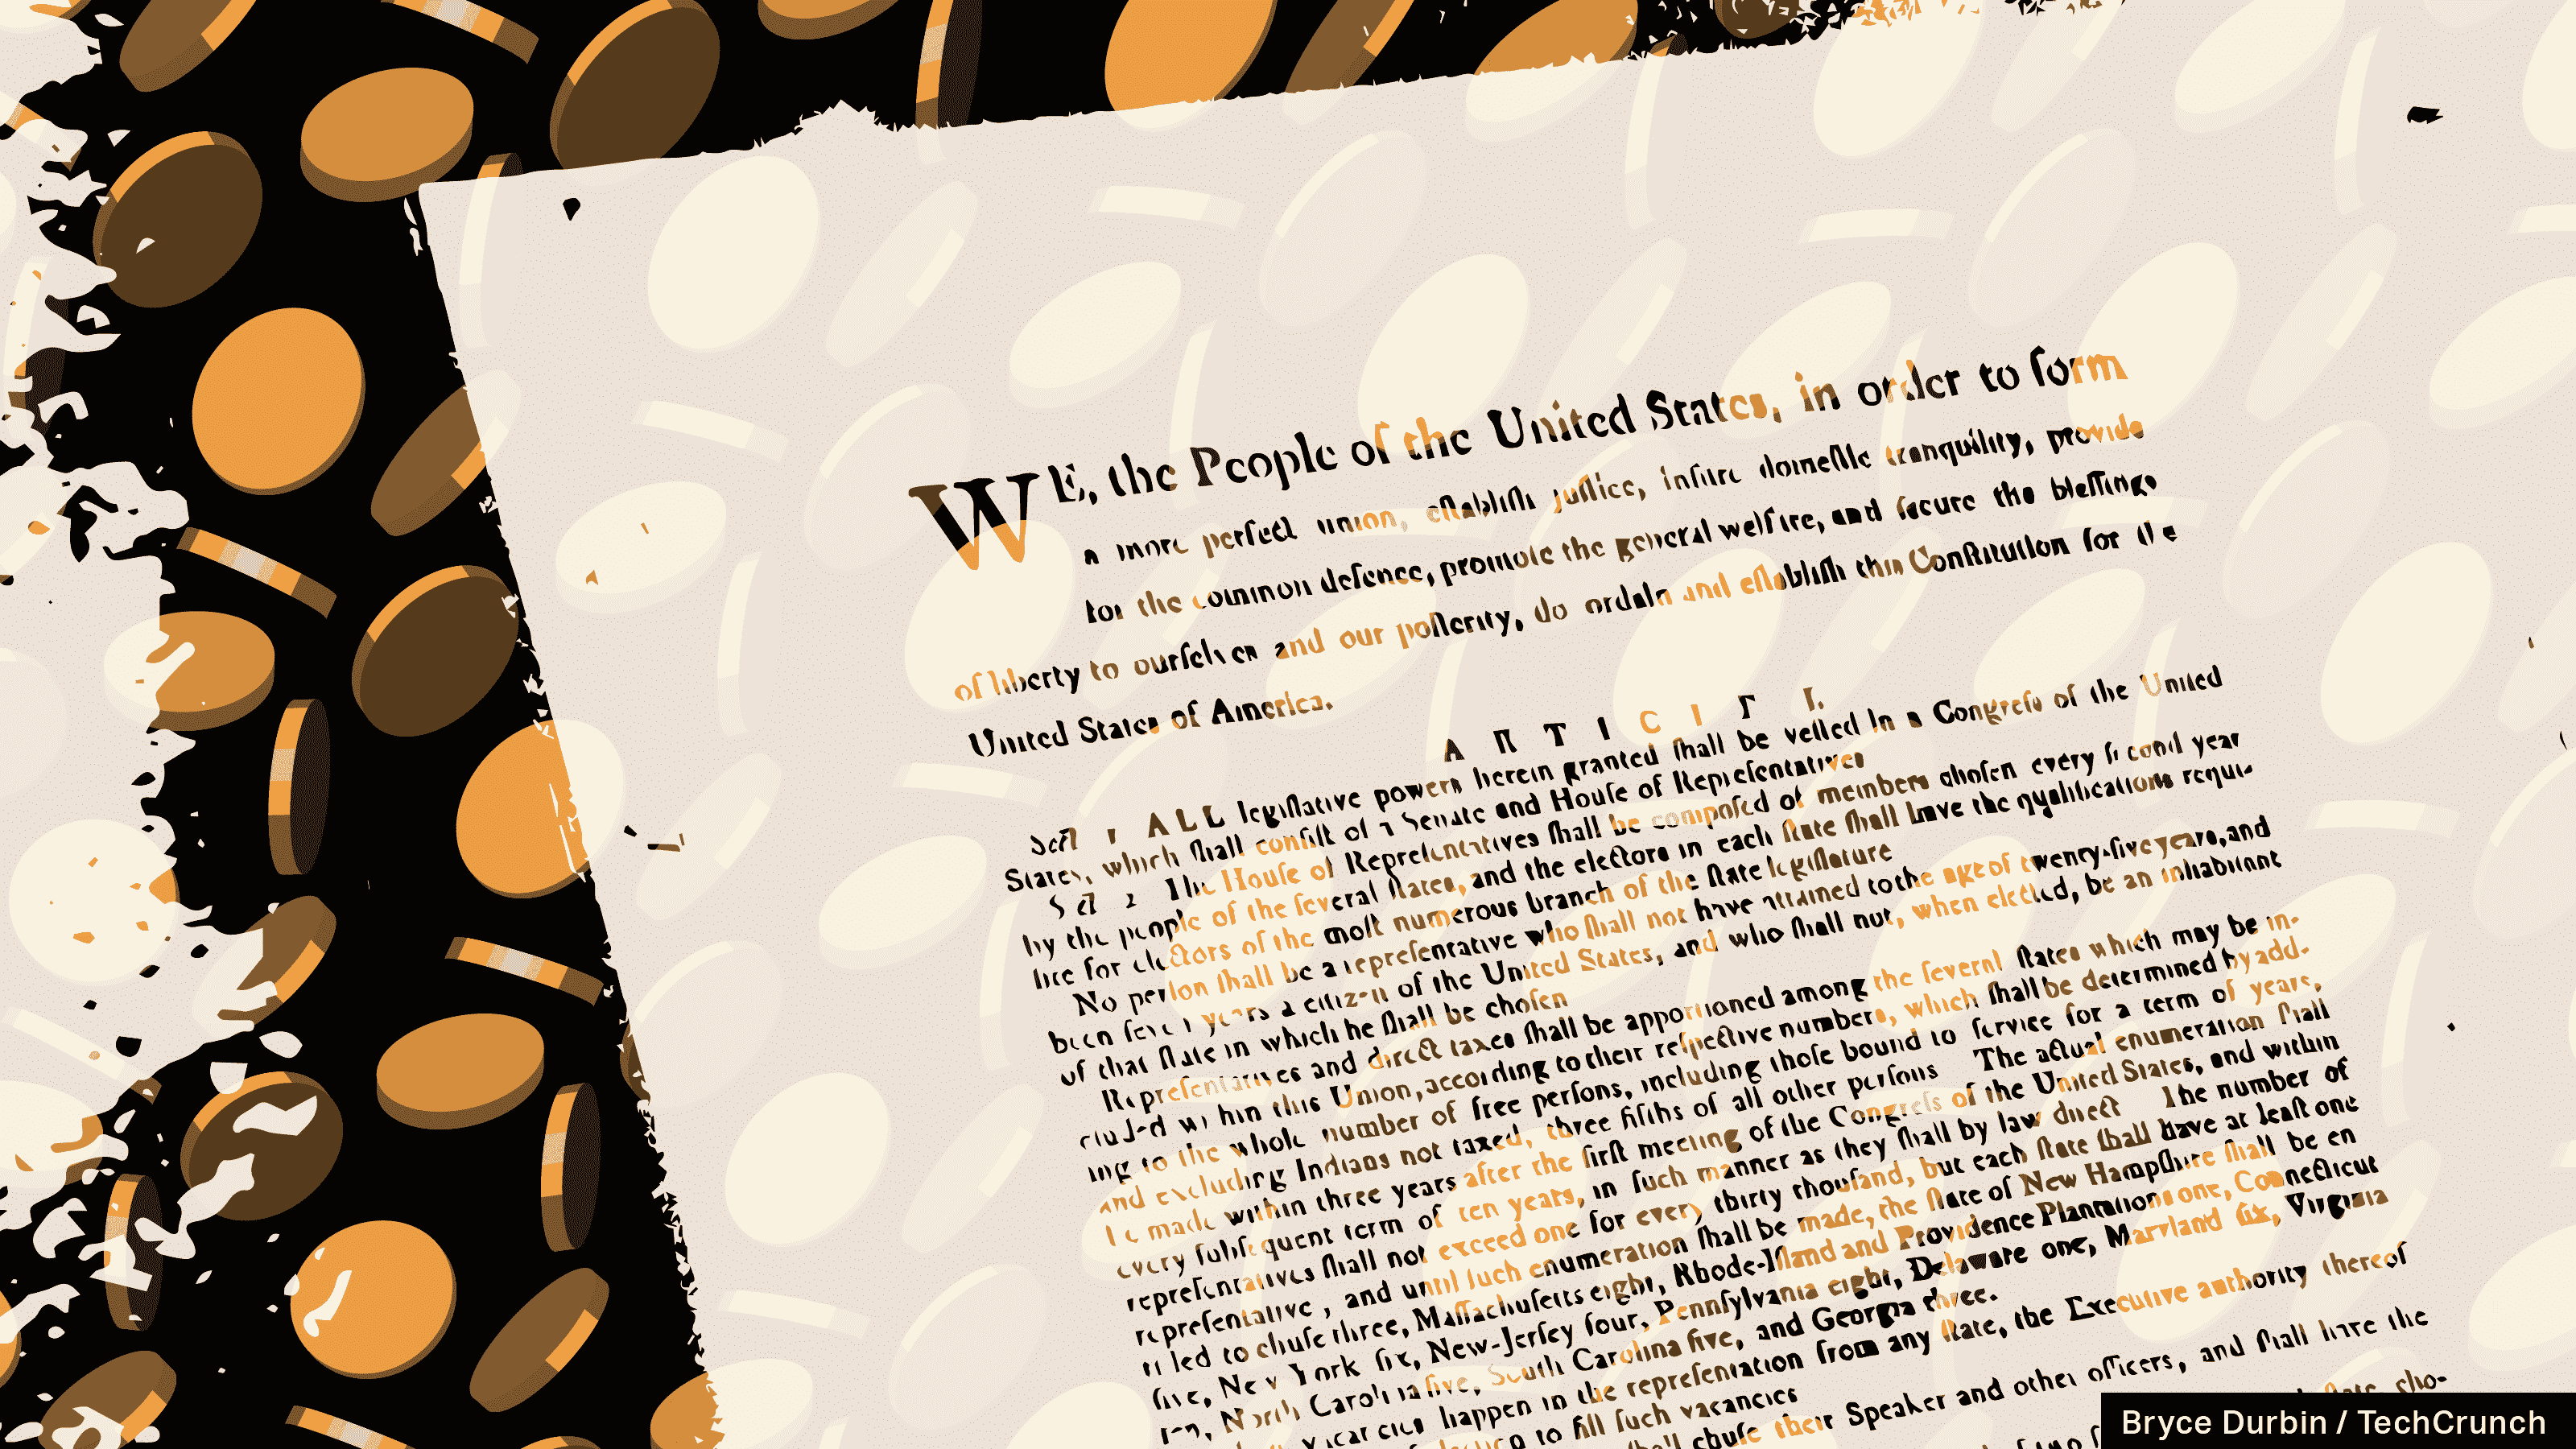 WE, the People of the United States, in order to form
a more perfect union, eſtabliſh juſtice, inſure domeſtic tranquility, provide
for the common defence, promote the general welfare, and ſecure the bleſſings
of liberty to ourſelves and our poſterity, do ordain and eſtabliſh this Conſtitution for the
United States of America.
ARTICLE I.
ALL legiſlative powers herein granted ſhall be veſted in a Congreſs of the United
States, which ſhall conſiſt of a Senate and Houſe of Repreſentatives
The Houſe of Repreſentatives ſhall be compoſed of members choſen every ſecond year
by the people of the ſeveral ſtates, and the electors in each ſtate ſhall have the qualifications requi-
ſite for electors of the moſt numerous branch of the ſtate legiſlature
No perſon ſhall be a repreſentative who ſhall not have attained to the age of twenty-five years, and
been ſeven years a citizen of the United States, and who ſhall not, when elected, be an inhabitant
of that ſtate in which he ſhall be choſen
Repreſentatives and direct taxes ſhall be apportioned among the ſeveral ſtates which may be in-
cluded within this Union, according to their reſpective numbers, which ſhall be determined by add-
ing to the whole number of free perſons, including thoſe bound to ſervice for a term of years,
and excluding Indians not taxed, three fifths of all other perſons The actual enumeration ſhall
be made within three years after the firſt meeting of the Congreſs of the United States, and within
every ſubſequent term of ten years, in ſuch manner as they ſhall by law direct The number of
repreſentatives ſhall not exceed one for every thirty thouſand, but each ſtate ſhall have at leaſt one
repreſentative, and until ſuch enumeration ſhall be made, the ſtate of New Hampſhire ſhall be en
titled to chuſe three, Maſſachuſetts eight, Rhode-Iſland and Providence Plantations one, Connecticut
five, New York ſix, New-Jerſey four, Pennſylvania eight, Delaware one, Maryland ſix, Virginia
ten, North Carolina five, South Carolina five, and Georgia three.
happen in the repreſentation from any ſtate, the Executive authority thereof
to fill ſuch vacancies
chuſe their Speaker and other officers, and ſhall have the
Bryce Durbin / TechCrunch